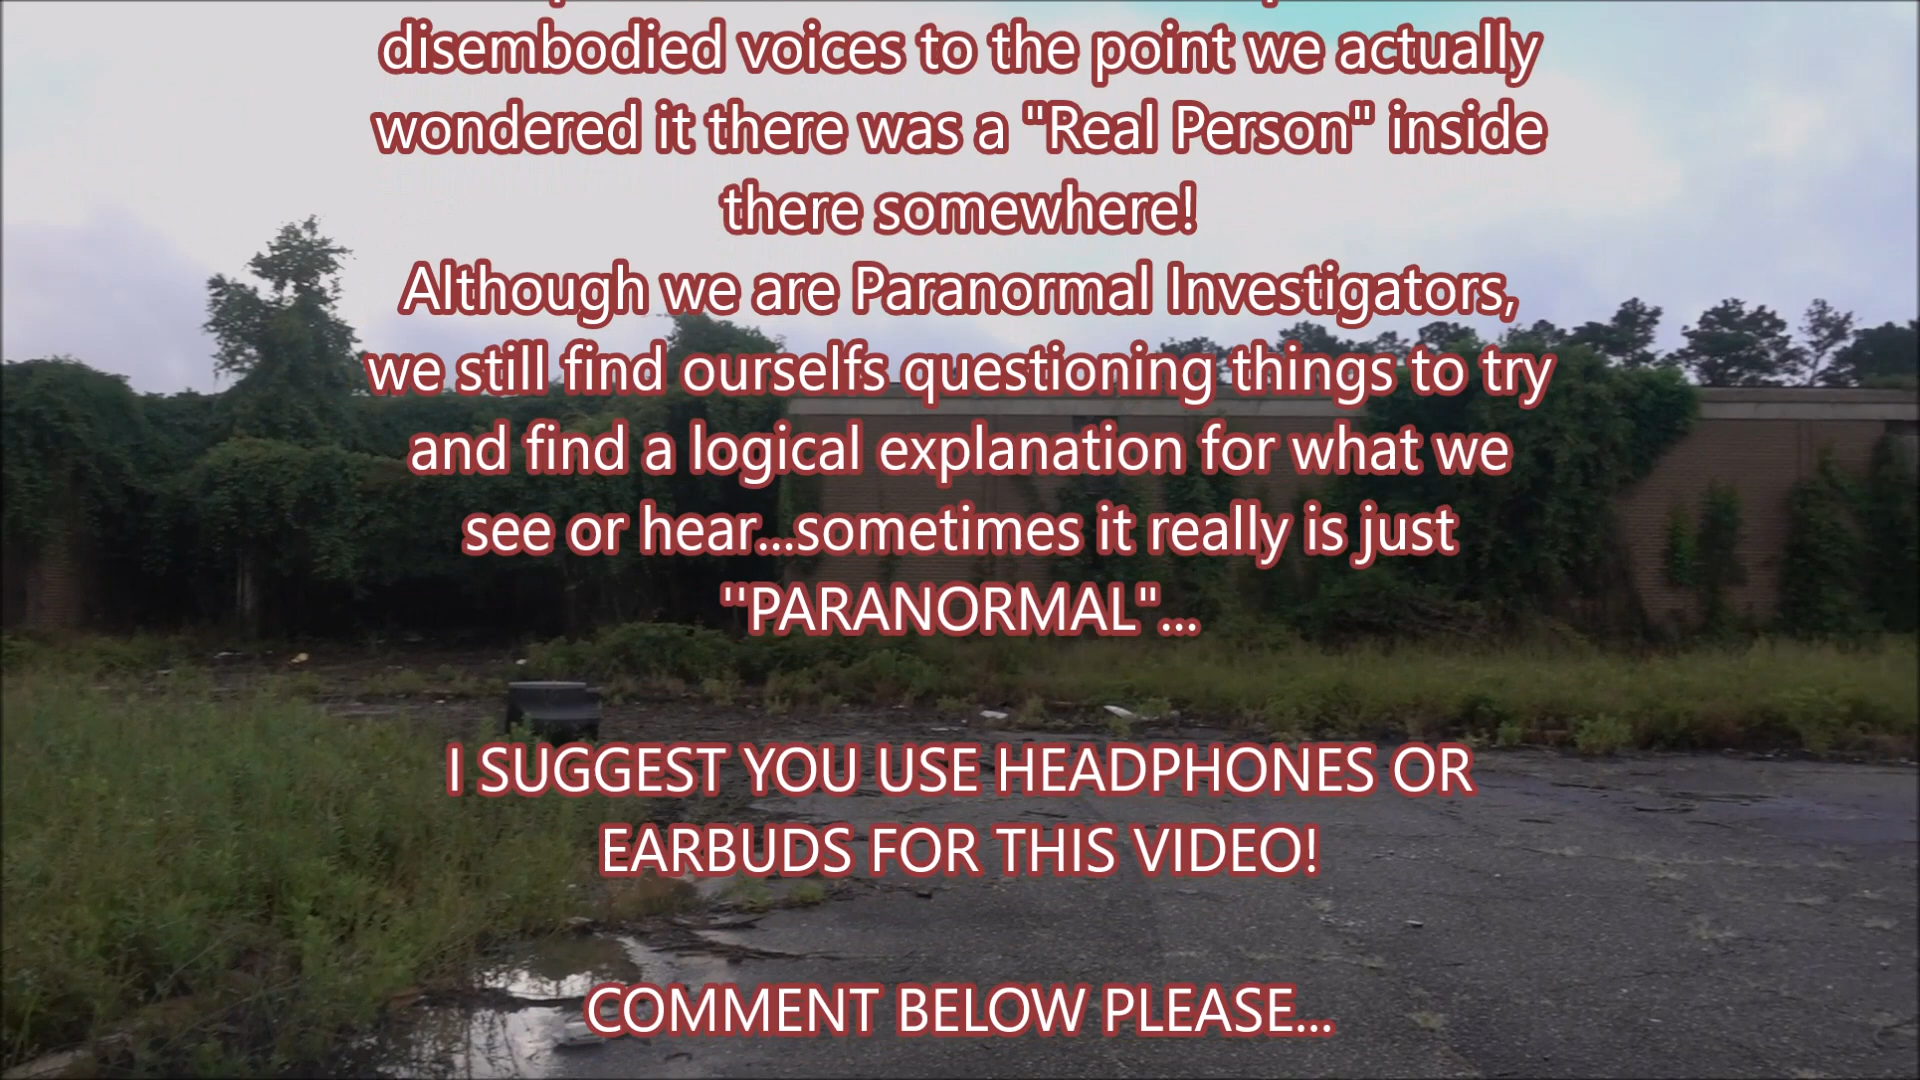 disembodied voices to the point we actually
wondered it there was a "Real Person" inside
there somewhere!
Although we are Paranormal Investigators,
we still find ourselfs questioning things to try
and find a logical explanation for what we
see or hear...sometimes it really is just
''PARANORMAL"...
I SUGGEST YOU USE HEADPHONES OR
EARBUDS FOR THIS VIDEO!
COMMENT BELOW PLEASE...